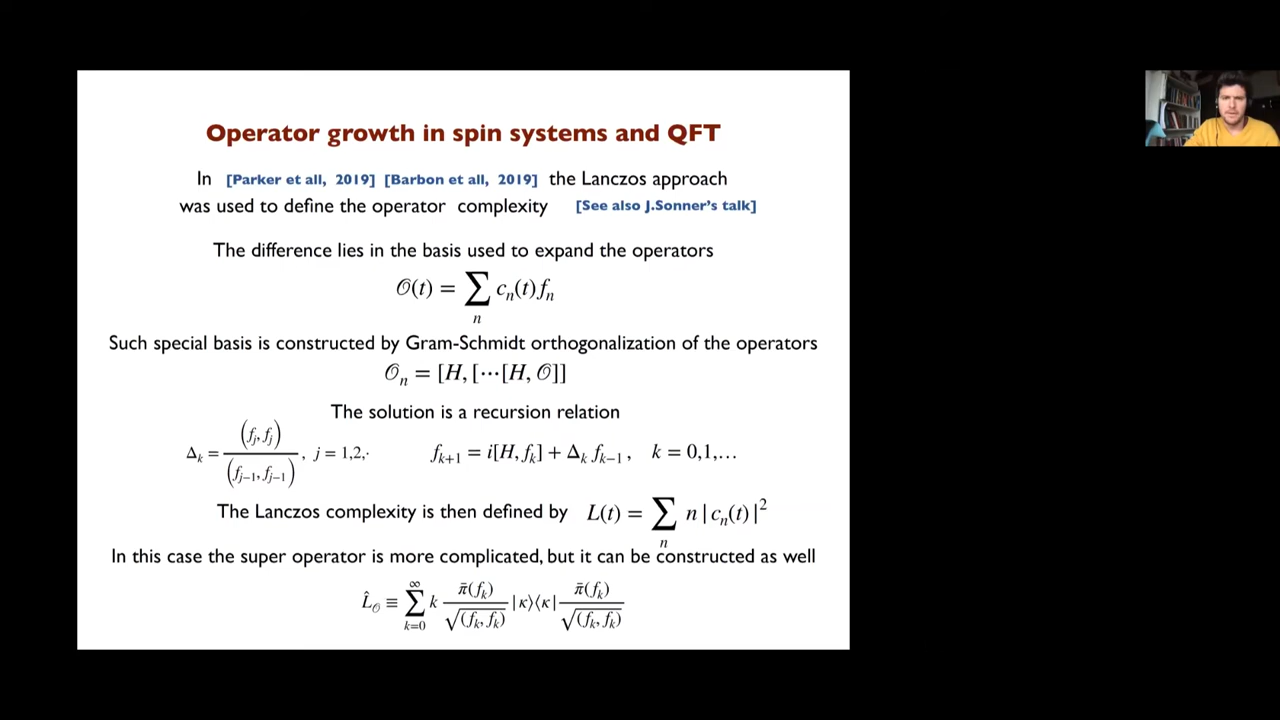 Operator growth in spin systems and QFT
In [Parker et all, 2019] [Barbon et all, 2019] the Lanczos approach
was used to define the operator complexity [See also J.Sonner's talk]
The difference lies in the basis used to expand the operators
𝒪(t) = ∑_n c_n(t) f_n
Such special basis is constructed by Gram-Schmidt orthogonalization of the operators
𝒪_n = [H, [⋯[H, 𝒪]]
The solution is a recursion relation
Δ_k = (f_j, f_j) / (f_{j−1}, f_{j−1}) , j = 1,2,· f_{k+1} = i[H, f_k] + Δ_k f_{k−1} , k = 0,1,…
The Lanczos complexity is then defined by L(t) = ∑_n n | c_n(t) |^2
In this case the super operator is more complicated, but it can be constructed as well
L̂_𝒪 ≡ ∑_{k=0}^∞ k π̄(f_k) / √(f_k, f_k) |κ⟩⟨κ| π̄(f_k) / √(f_k, f_k)